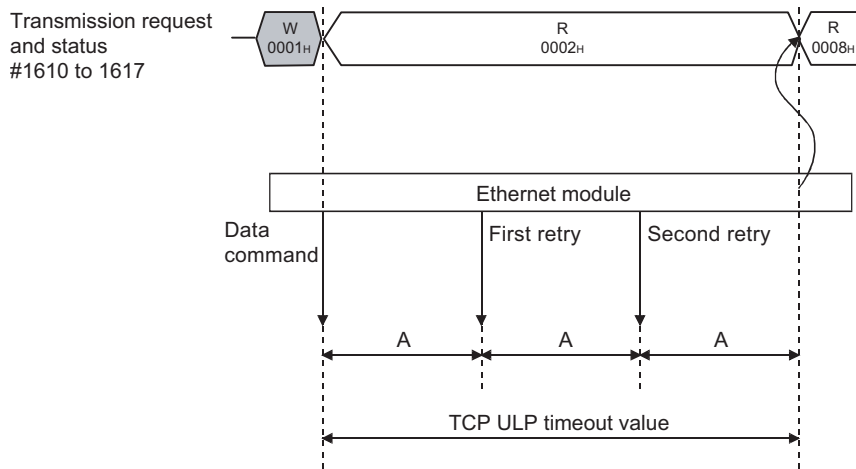 Transmission request
and status
#1610 to 1617
W
0001H
R
0002H
R
0008H
Ethernet module
Data
command
First retry
Second retry
A
A
A
TCP ULP timeout value